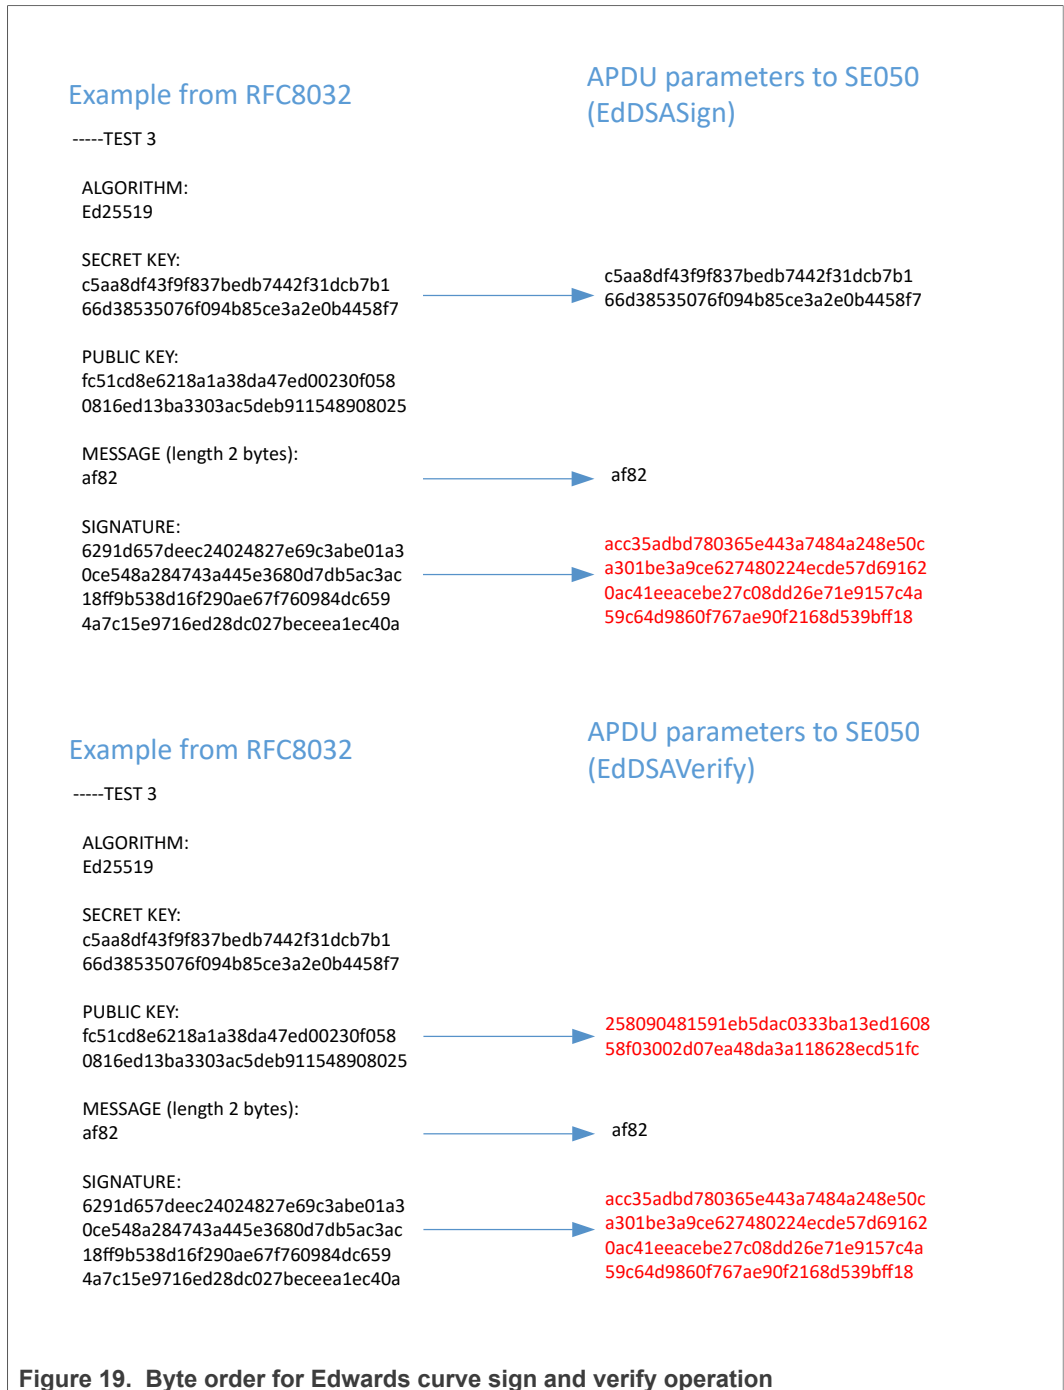 Example from RFC8032
-----TEST 3
ALGORITHM:
Ed25519
SECRET KEY:
c5aa8df43f9f837bedb7442f31dcb7b1
66d38535076f094b85ce3a2e0b4458f7
PUBLIC KEY:
fc51cd8e6218a1a38da47ed00230f058
0816ed13ba3303ac5deb911548908025
MESSAGE (length 2 bytes):
af82
SIGNATURE:
6291d657deec24024827e69c3abe01a3
0ce548a284743a445e3680d7db5ac3ac
18ff9b538d16f290ae67f760984dc659
4a7c15e9716ed28dc027beceea1ec40a
APDU parameters to SE050
(EdDSASign)
c5aa8df43f9f837bedb7442f31dcb7b1
66d38535076f094b85ce3a2e0b4458f7
af82
acc35adbd780365e443a7484a248e50c
a301be3a9ce627480224ecde57d69162
0ac41eeacebe27c08dd26e71e9157c4a
59c64d9860f767ae90f2168d539bff18
Example from RFC8032
-----TEST 3
ALGORITHM:
Ed25519
SECRET KEY:
c5aa8df43f9f837bedb7442f31dcb7b1
66d38535076f094b85ce3a2e0b4458f7
PUBLIC KEY:
fc51cd8e6218a1a38da47ed00230f058
0816ed13ba3303ac5deb911548908025
MESSAGE (length 2 bytes):
af82
SIGNATURE:
6291d657deec24024827e69c3abe01a3
0ce548a284743a445e3680d7db5ac3ac
18ff9b538d16f290ae67f760984dc659
4a7c15e9716ed28dc027beceea1ec40a
APDU parameters to SE050
(EdDSAVerify)
258090481591eb5dac0333ba13ed1608
58f03002d07ea48da3a118628ecd51fc
af82
acc35adbd780365e443a7484a248e50c
a301be3a9ce627480224ecde57d69162
0ac41eeacebe27c08dd26e71e9157c4a
59c64d9860f767ae90f2168d539bff18
Figure 19. Byte order for Edwards curve sign and verify operation